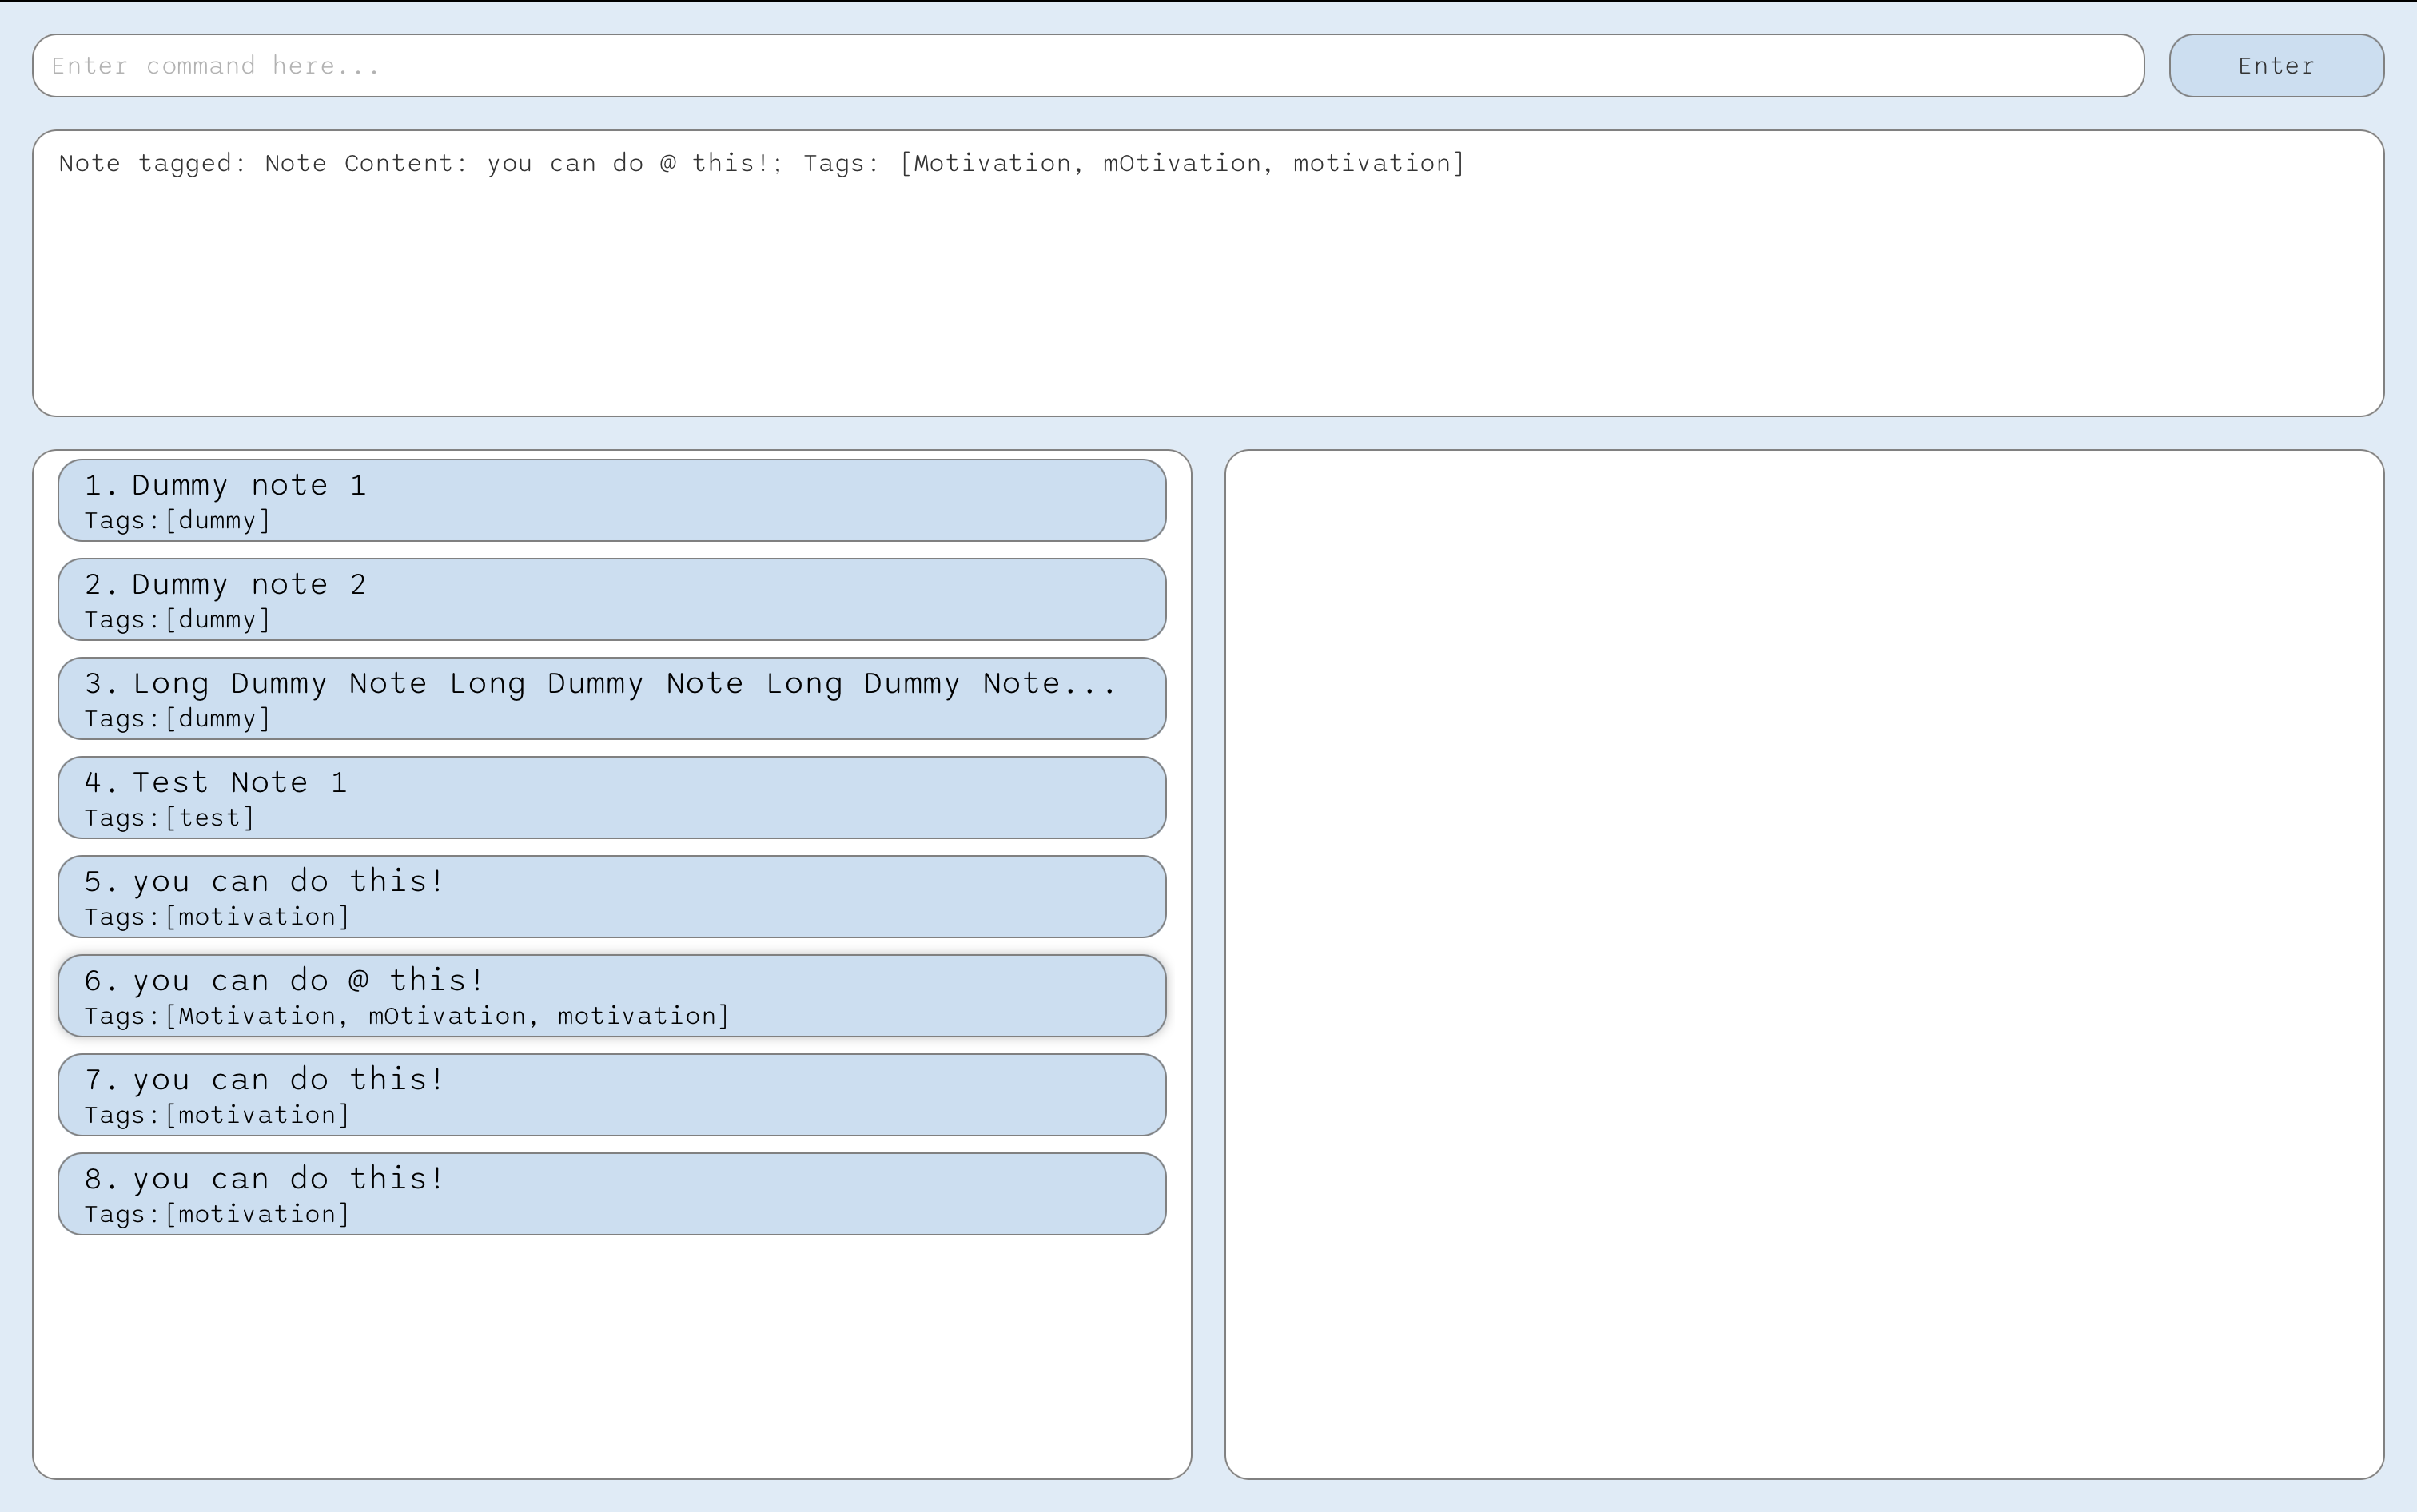 Enter command here...
Enter
Note tagged: Note Content: you can do @ this!; Tags: [Motivation, mOtivation, motivation]
1. Dummy note 1
Tags:[dummy]
2. Dummy note 2
Tags:[dummy]
3. Long Dummy Note Long Dummy Note Long Dummy Note...
Tags:[dummy]
4. Test Note 1
Tags:[test]
5. you can do this!
Tags:[motivation]
6. you can do @ this!
Tags:[Motivation, mOtivation, motivation]
7. you can do this!
Tags:[motivation]
8. you can do this!
Tags:[motivation]